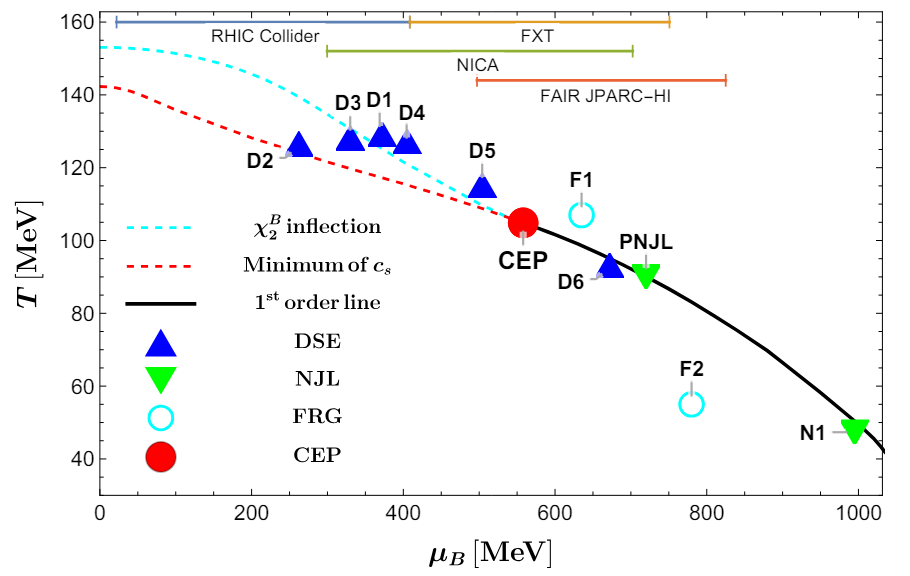 160
140
120
100
80
60
40
T [MeV]
RHIC Collider
FXT
NICA
FAIR JPARC−HI
D3
D1
D4
D2
D5
F1
CEP
PNJL
D6
F2
N1
χ₂ᴮ inflection
Minimum of cₛ
1ˢᵗ order line
DSE
NJL
FRG
CEP
0
200
400
600
800
1000
μ_B [MeV]